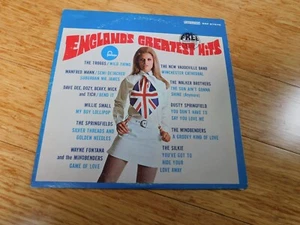 ENGLANDS GREATEST HITS
FREE
THE TROGGS / WILD THING
MANFRED MANN / SEMI-DETACHED
SUBURBAN MR. JAMES
DAVE DEE, DOZY, BEAKY, MICK
and TICH / BEND IT
MILLIE SMALL
MY BOY LOLLIPOP
THE SPRINGFIELDS
SILVER THREADS AND
GOLDEN NEEDLES
WAYNE FONTANA
and the MINDBENDERS
GAME OF LOVE
THE NEW VAUDEVILLE BAND
WINCHESTER CATHEDRAL
THE WALKER BROTHERS
THE SUN AIN'T GONNA
SHINE (Anymore)
DUSTY SPRINGFIELD
YOU DON'T HAVE TO
SAY YOU LOVE ME
THE MINDBENDERS
A GROOVY KIND OF LOVE
THE SILKIE
YOU'VE GOT TO
HIDE YOUR
LOVE AWAY